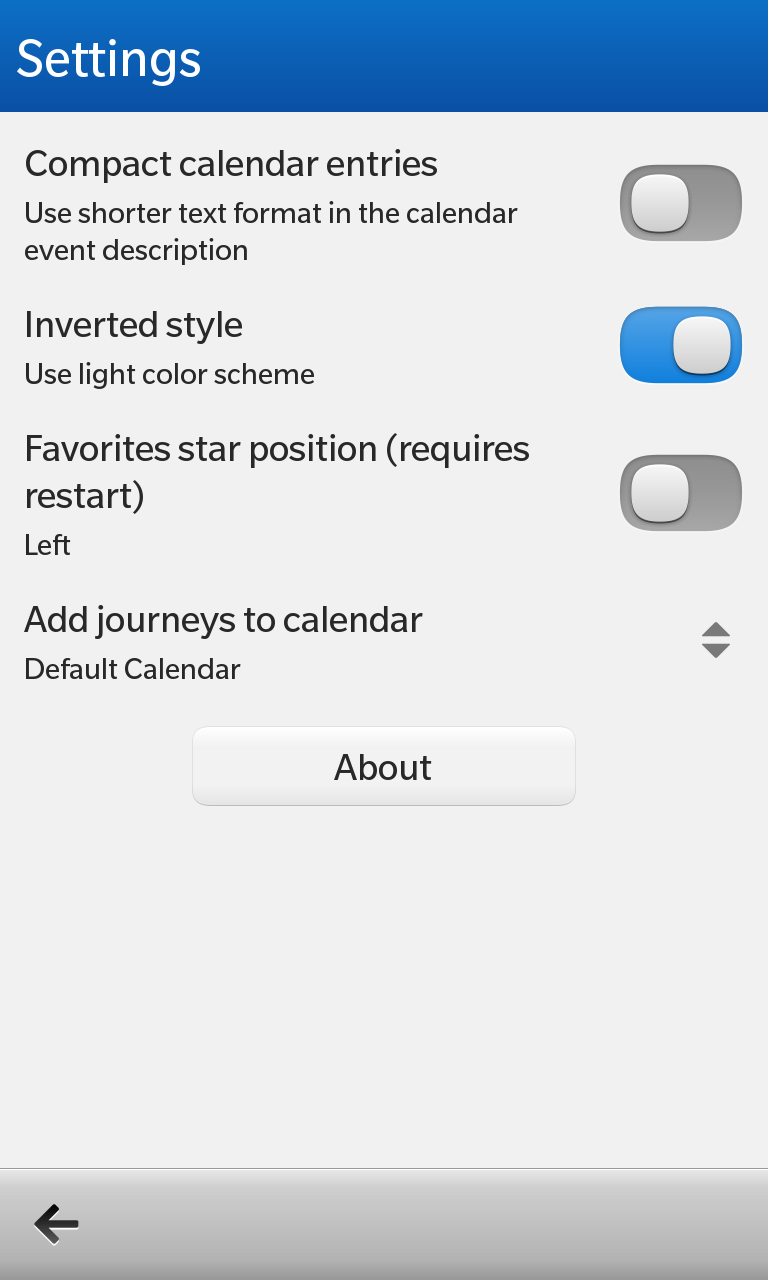 Settings
Compact calendar entries
Use shorter text format in the calendar
event description
Inverted style
Use light color scheme
Favorites star position (requires
restart)
Left
Add journeys to calendar
Default Calendar
About